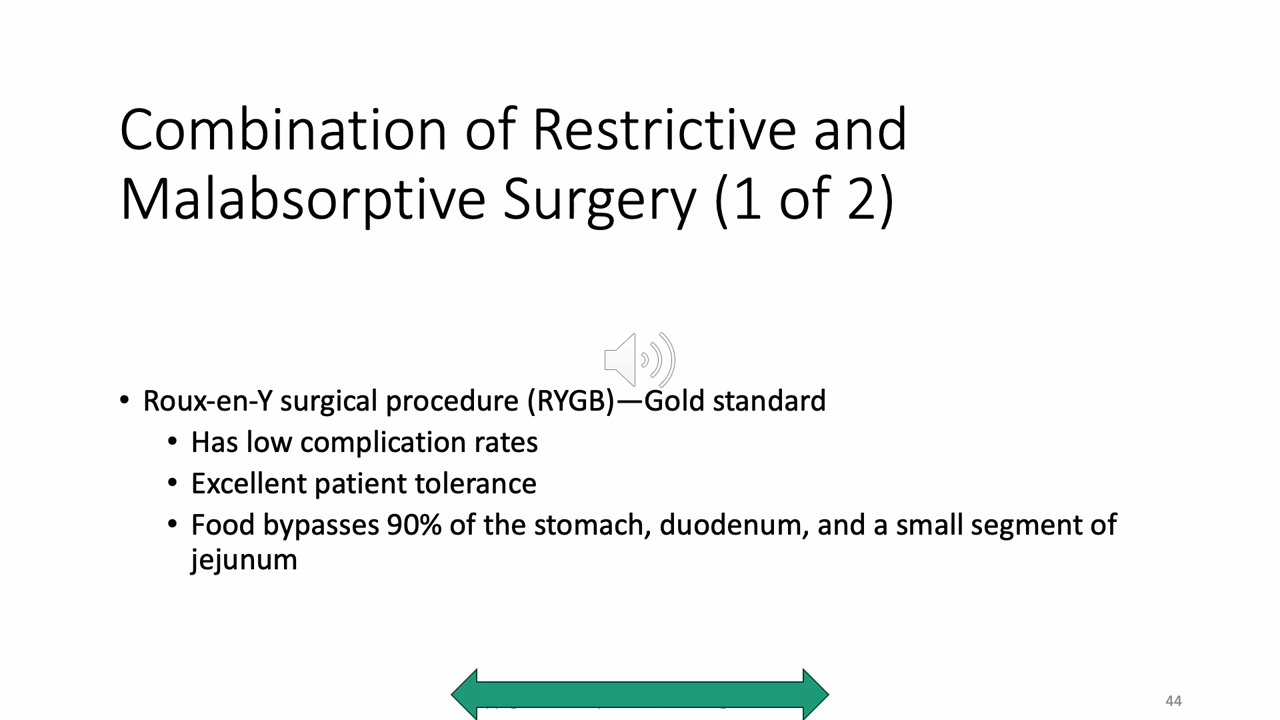 Combination of Restrictive and
Malabsorptive Surgery (1 of 2)
• Roux-en-Y surgical procedure (RYGB)—Gold standard
• Has low complication rates
• Excellent patient tolerance
• Food bypasses 90% of the stomach, duodenum, and a small segment of
jejunum
44